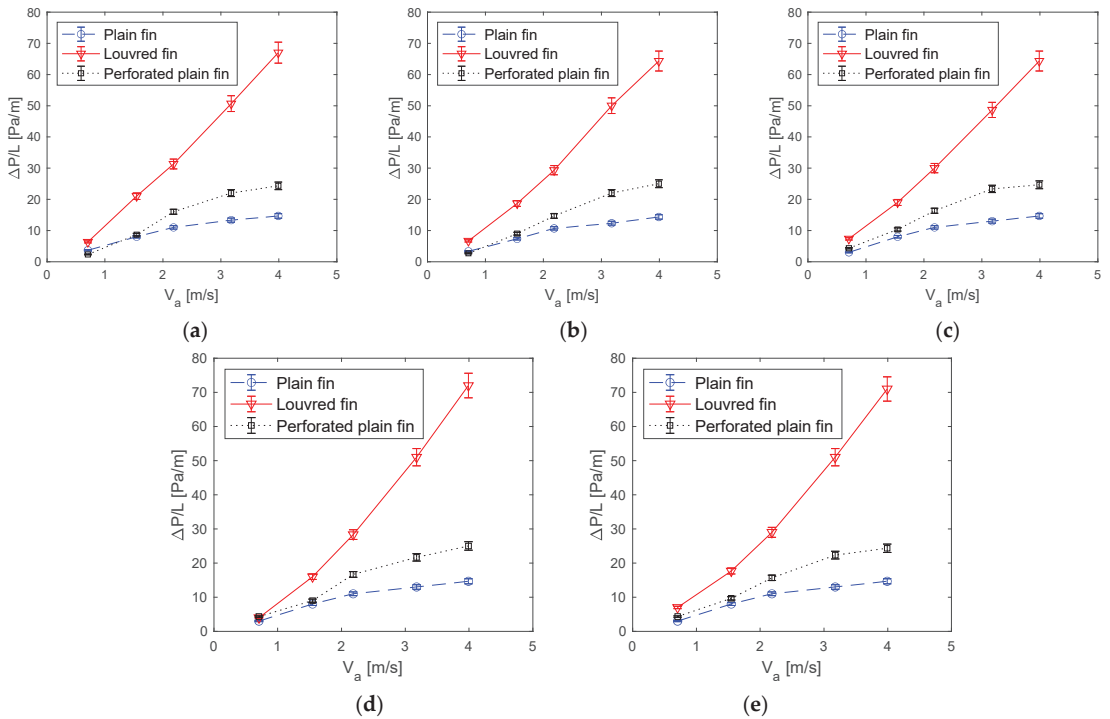 80
70
60
50
40
30
20
10
0
ΔP/L [Pa/m]
Plain fin
Louvred fin
Perforated plain fin
0 1 2 3 4 5
V_a [m/s]
(a)
80
70
60
50
40
30
20
10
0
ΔP/L [Pa/m]
Plain fin
Louvred fin
Perforated plain fin
0 1 2 3 4 5
V_a [m/s]
(b)
80
70
60
50
40
30
20
10
0
ΔP/L [Pa/m]
Plain fin
Louvred fin
Perforated plain fin
0 1 2 3 4 5
V_a [m/s]
(c)
80
70
60
50
40
30
20
10
0
ΔP/L [Pa/m]
Plain fin
Louvred fin
Perforated plain fin
0 1 2 3 4 5
V_a [m/s]
(d)
80
70
60
50
40
30
20
10
0
ΔP/L [Pa/m]
Plain fin
Louvred fin
Perforated plain fin
0 1 2 3 4 5
V_a [m/s]
(e)